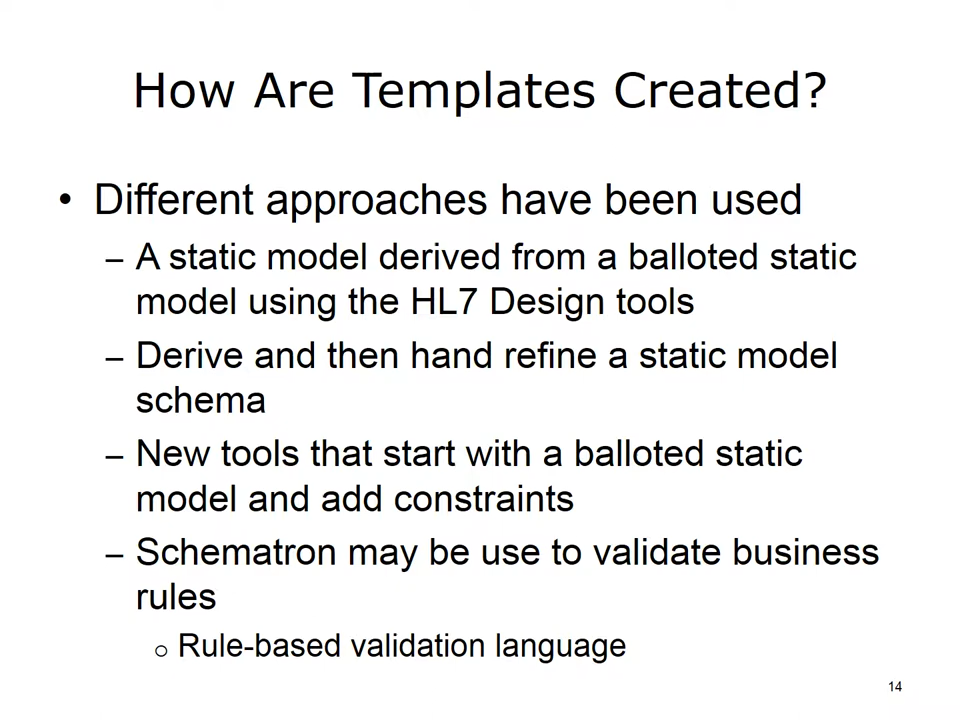 How Are Templates Created?
• Different approaches have been used
– A static model derived from a balloted static
model using the HL7 Design tools
– Derive and then hand refine a static model
schema
– New tools that start with a balloted static
model and add constraints
– Schematron may be use to validate business
rules
o Rule-based validation language
14